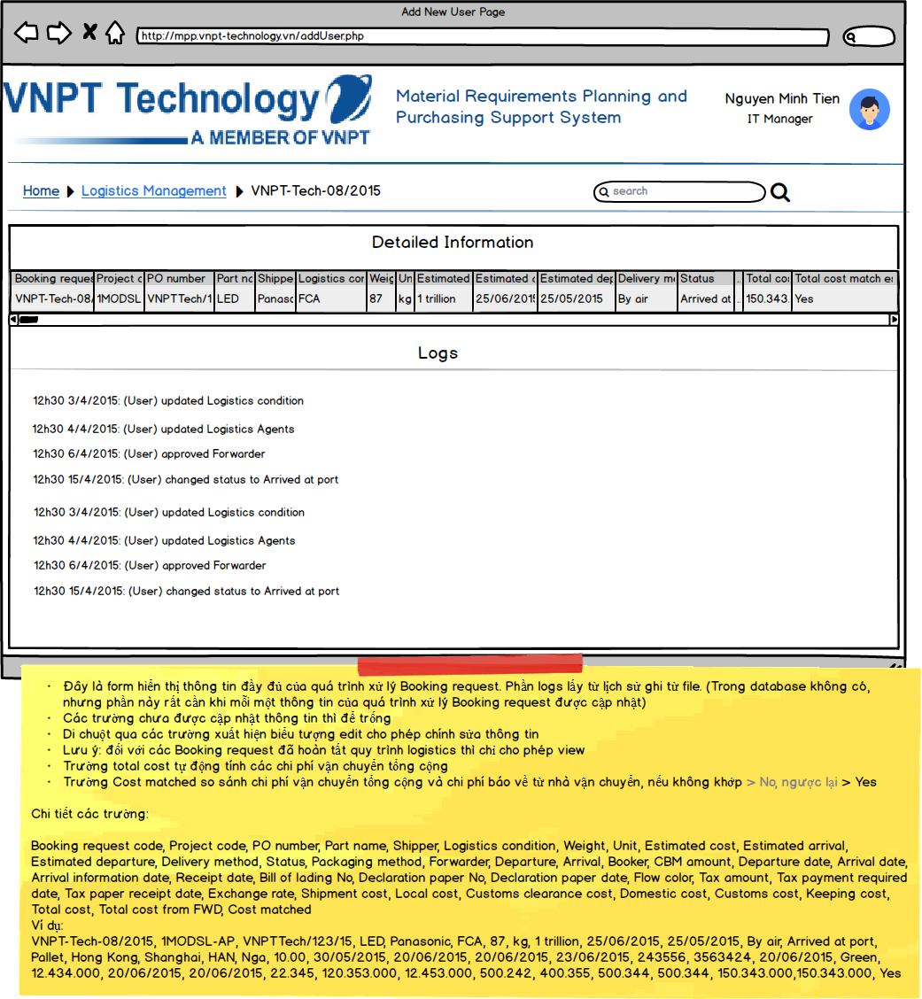 Add New User Page
http://mpp.vnpt-technology.vn/addUser.php
VNPT Technology
A MEMBER OF VNPT
Material Requirements Planning and
Purchasing Support System
Nguyen Minh Tien
IT Manager
Home VNPT-Tech-08/2015 Logistics Management
search
Detailed Information
Booking reques Project c PO number Part nc Shippe Logistics cor Weig Un Estimated Estimated c Estimated dep Delivery m Status .. Total co Total cost match e
VNPT-Tech-08/ 1MODSL VNPTTech/1 LED Panasc FCA 87 kg 1 trillion 25/06/201 25/05/2015 By air Arrived at .. 150.343. Yes
Logs
12h30 3/4/2015: (User) updated Logistics condition
12h30 4/4/2015: (User) updated Logistics Agents
12h30 6/4/2015: (User) approved Forwarder
12h30 15/4/2015: (User) changed status to Arrived at port
12h30 3/4/2015: (User) updated Logistics condition
12h30 4/4/2015: (User) updated Logistics Agents
12h30 6/4/2015: (User) approved Forwarder
12h30 15/4/2015: (User) changed status to Arrived at port
· Đây là form hiển thị thông tin đầy đủ của quá trình xử lý Booking request. Phần logs lấy từ lịch sử ghi từ file. (Trong database không có,
nhưng phần này rất cần khi mỗi một thông tin của quá trình xử lý Booking request được cập nhật)
· Các trường chưa được cập nhật thông tin thì để trống
· Di chuột qua các trường xuất hiện biểu tượng edit cho phép chỉnh sửa thông tin
· Lưu ý: đối với các Booking request đã hoàn tất quy trình logistics thì chỉ cho phép view
· Trường total cost tự động tính các chi phí vận chuyển tổng cộng
· Trường Cost matched so sánh chi phí vận chuyển tổng cộng và chi phí báo về từ nhà vận chuyển, nếu không khớp > No, ngược lại > Yes
Chi tiết các trường:
Booking request code, Project code, PO number, Part name, Shipper, Logistics condition, Weight, Unit, Estimated cost, Estimated arrival,
Estimated departure, Delivery method, Status, Packaging method, Forwarder, Departure, Arrival, Booker, CBM amount, Departure date, Arrival date,
Arrival information date, Receipt date, Bill of lading No, Declaration paper No, Declaration paper date, Flow color, Tax amount, Tax payment required
date, Tax paper receipt date, Exchange rate, Shipment cost, Local cost, Customs clearance cost, Domestic cost, Customs cost, Keeping cost,
Total cost, Total cost from FWD, Cost matched
Ví dụ:
VNPT-Tech-08/2015, 1MODSL-AP, VNPTTech/123/15, LED, Panasonic, FCA, 87, kg, 1 trillion, 25/06/2015, 25/05/2015, By air, Arrived at port,
Pallet, Hong Kong, Shanghai, HAN, Nga, 10.00, 30/05/2015, 20/06/2015, 20/06/2015, 23/06/2015, 243556, 3563424, 20/06/2015, Green,
12.434.000, 20/06/2015, 20/06/2015, 22.345, 120.353.000, 12.453.000, 500.242, 400.355, 500.344, 500.344, 150.343.000,150.343.000, Yes